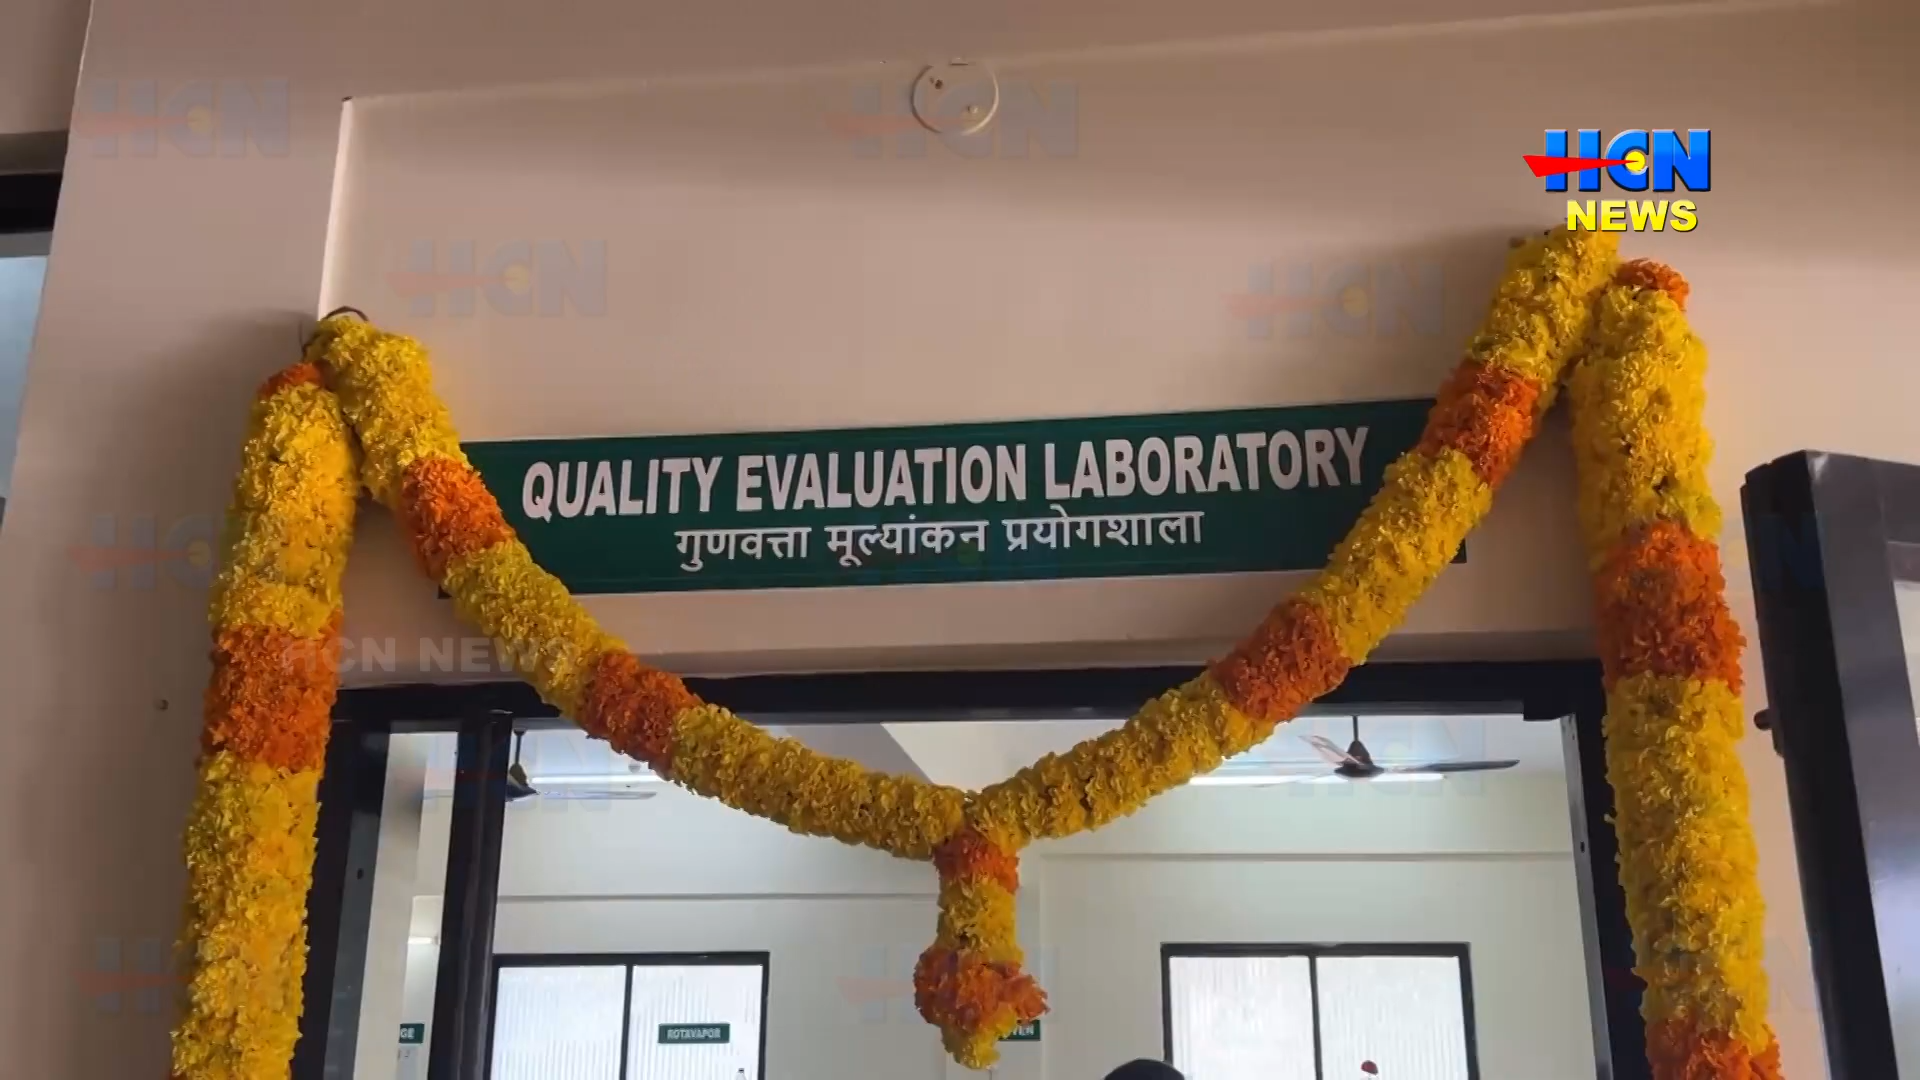 HCN
NEWS
QUALITY EVALUATION LABORATORY
गुणवत्ता मूल्यांकन प्रयोगशाला
HCN NEWS
ROTAVAPOR